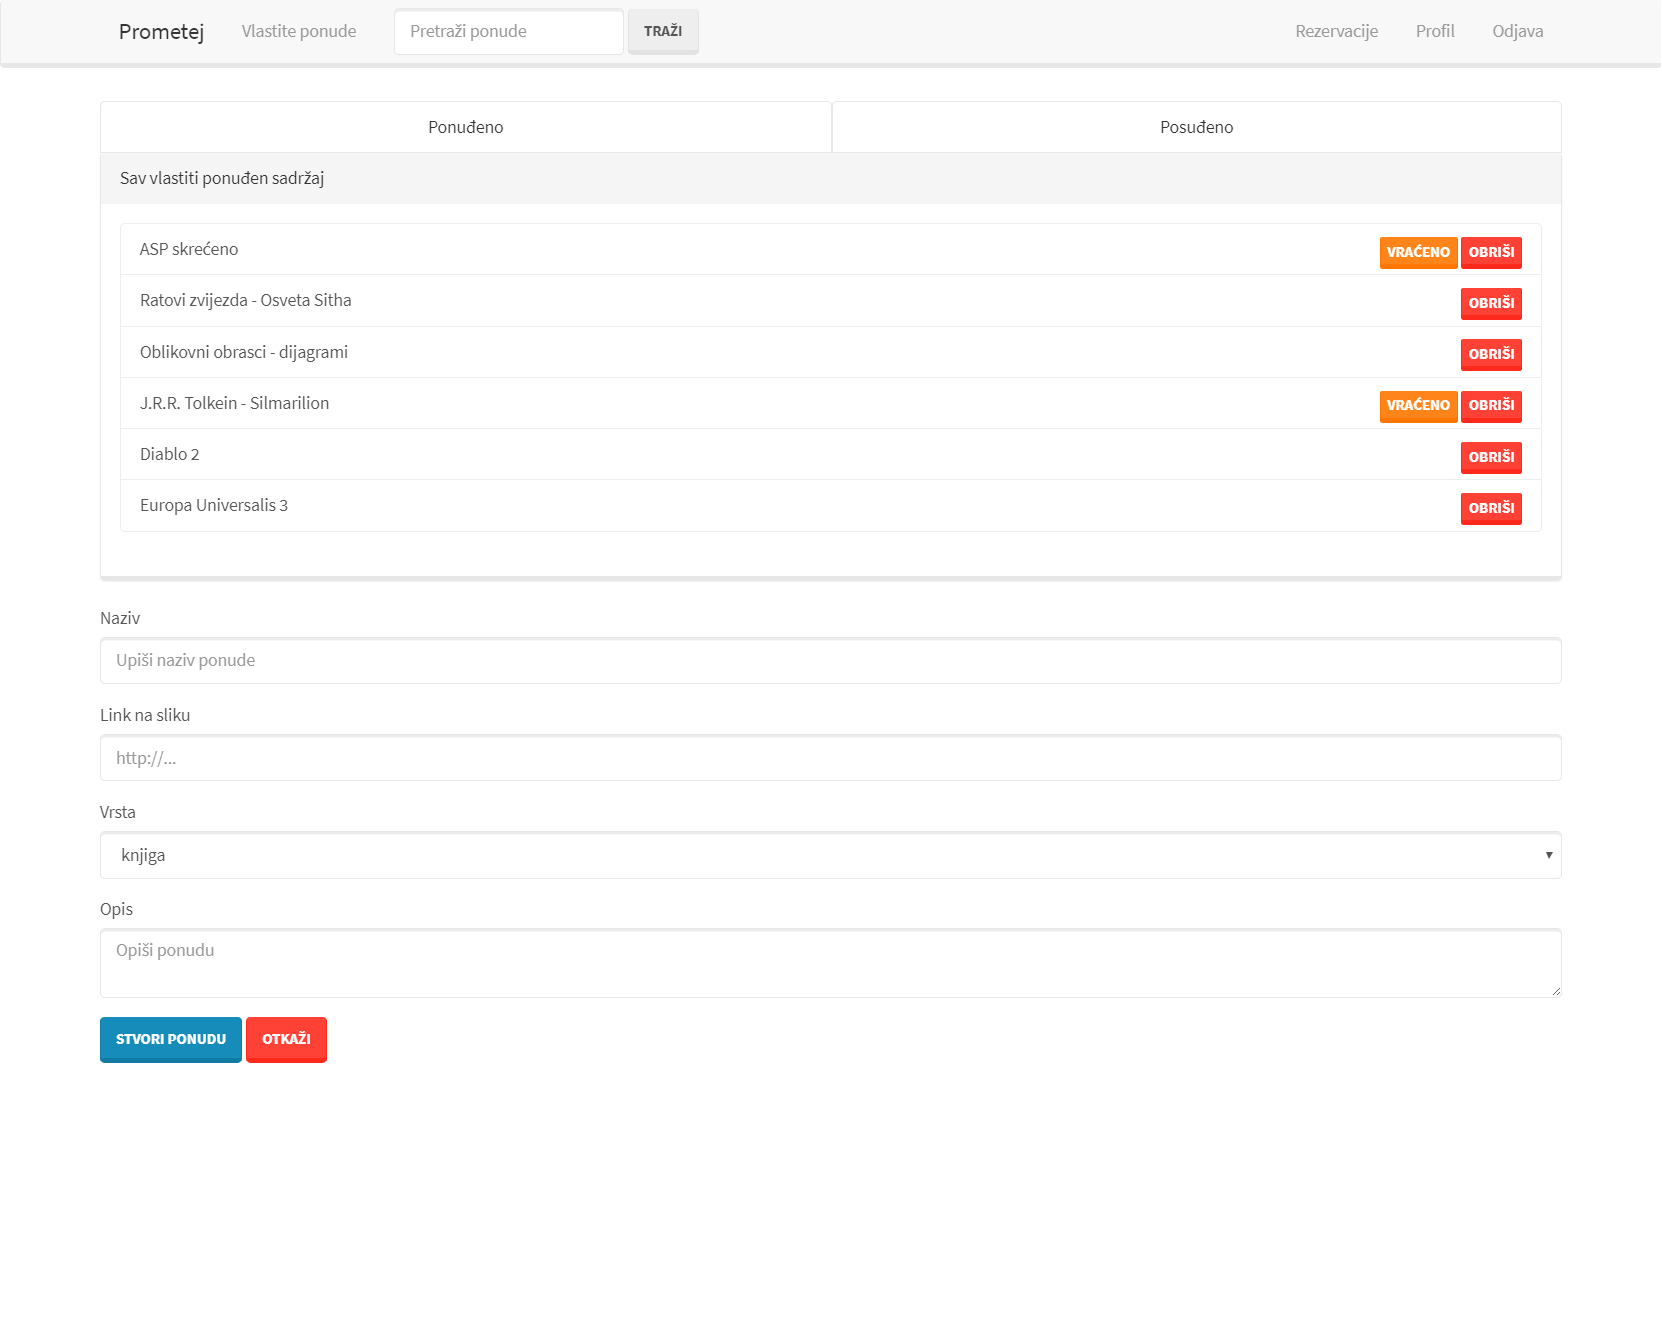 Prometej Vlastite ponude Pretraži ponude TRAŽI Rezervacije Profil Odjava
Ponuđeno Posuđeno
Sav vlastiti ponuđen sadržaj
ASP skrećeno VRAĆENO OBRIŠI
Ratovi zvijezda - Osveta Sitha OBRIŠI
Oblikovni obrasci - dijagrami OBRIŠI
J.R.R. Tolkein - Silmarilion VRAĆENO OBRIŠI
Diablo 2 OBRIŠI
Europa Universalis 3 OBRIŠI
Naziv
Upiši naziv ponude
Link na sliku
http://...
Vrsta
knjiga
Opis
Opiši ponudu
STVORI PONUDU OTKAŽI